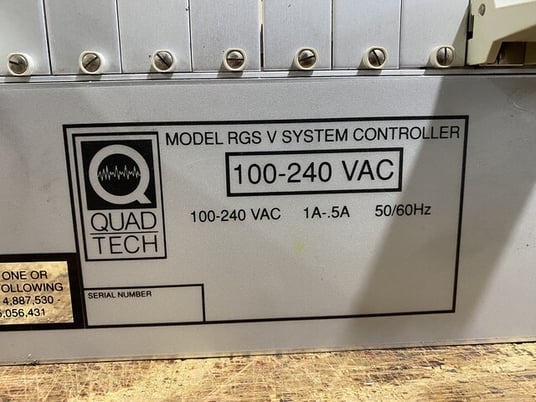 MODEL RGS V SYSTEM CONTROLLER
100-240 VAC
100-240 VAC 1A-.5A 50/60Hz
QUAD
TECH
SERIAL NUMBER
ONE OR
FOLLOWING
4,887,530 -
5,056,431